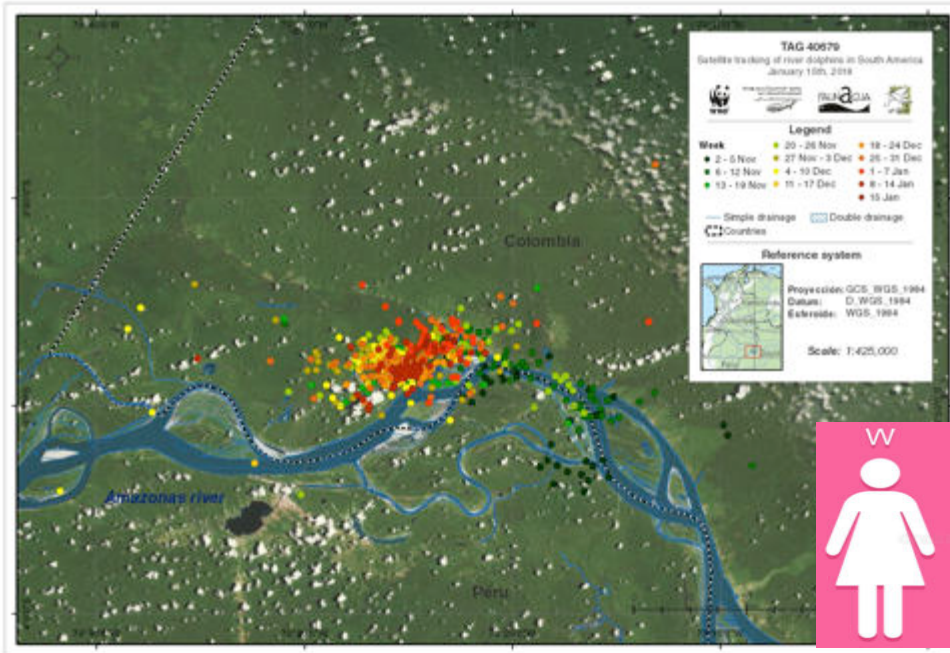 TAG 40679
Satellite tracking of river dolphins in South America
January 15th, 2018
WWF
Legend
Week
2 - 5 Nov
6 - 12 Nov
13 - 19 Nov
20 - 26 Nov
27 Nov - 3 Dec
4 - 10 Dec
11 - 17 Dec
18 - 24 Dec
25 - 31 Dec
1 - 7 Jan
8 - 14 Jan
15 Jan
Simple drainage
Double drainage
Countries
Reference system
Proyección: GCS_WGS_1984
Datum: D_WGS_1984
Esferoide: WGS_1984
Scale: 1:425,000
Colombia
Amazonas river
Peru
W